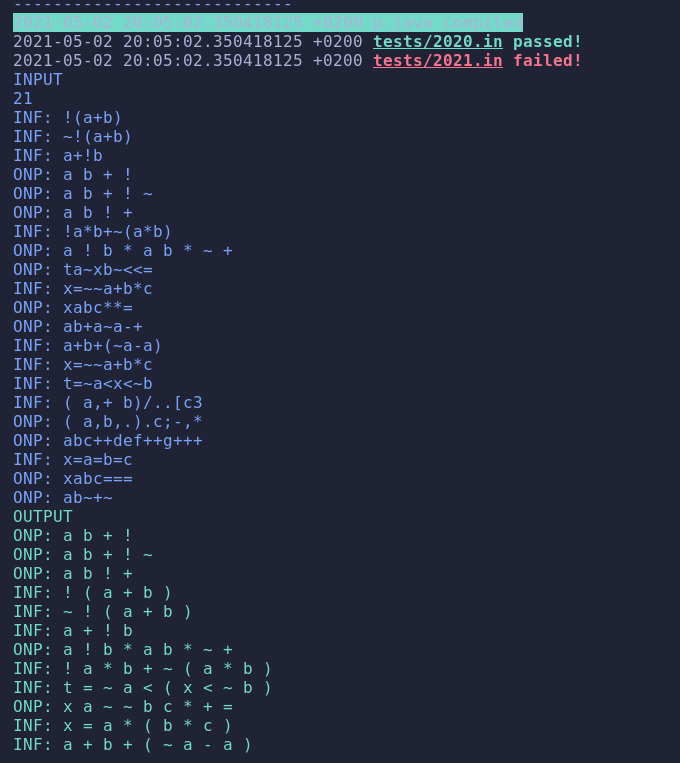 ----------------------------
2021-05-02 20:05:02.350418125 +0200 p java compiled
2021-05-02 20:05:02.350418125 +0200 tests/2020.in passed!
2021-05-02 20:05:02.350418125 +0200 tests/2021.in failed!
INPUT
21
INF: !(a+b)
INF: ~!(a+b)
INF: a+!b
ONP: a b + !
ONP: a b + ! ~
ONP: a b ! +
INF: !a*b+~(a*b)
ONP: a ! b * a b * ~ +
ONP: ta~xb~<<=
INF: x=~~a+b*c
ONP: xabc**=
ONP: ab+a~a-+
INF: a+b+(~a-a)
INF: x=~~a+b*c
INF: t=~a<x<~b
INF: ( a,+ b)/..[c3
ONP: ( a,b,.).c;-,*
ONP: abc++def++g+++
INF: x=a=b=c
ONP: xabc===
ONP: ab~+~
OUTPUT
ONP: a b + !
ONP: a b + ! ~
ONP: a b ! +
INF: ! ( a + b )
INF: ~ ! ( a + b )
INF: a + ! b
ONP: a ! b * a b * ~ +
INF: ! a * b + ~ ( a * b )
INF: t = ~ a < ( x < ~ b )
ONP: x a ~ ~ b c * + =
INF: x = a * ( b * c )
INF: a + b + ( ~ a - a )